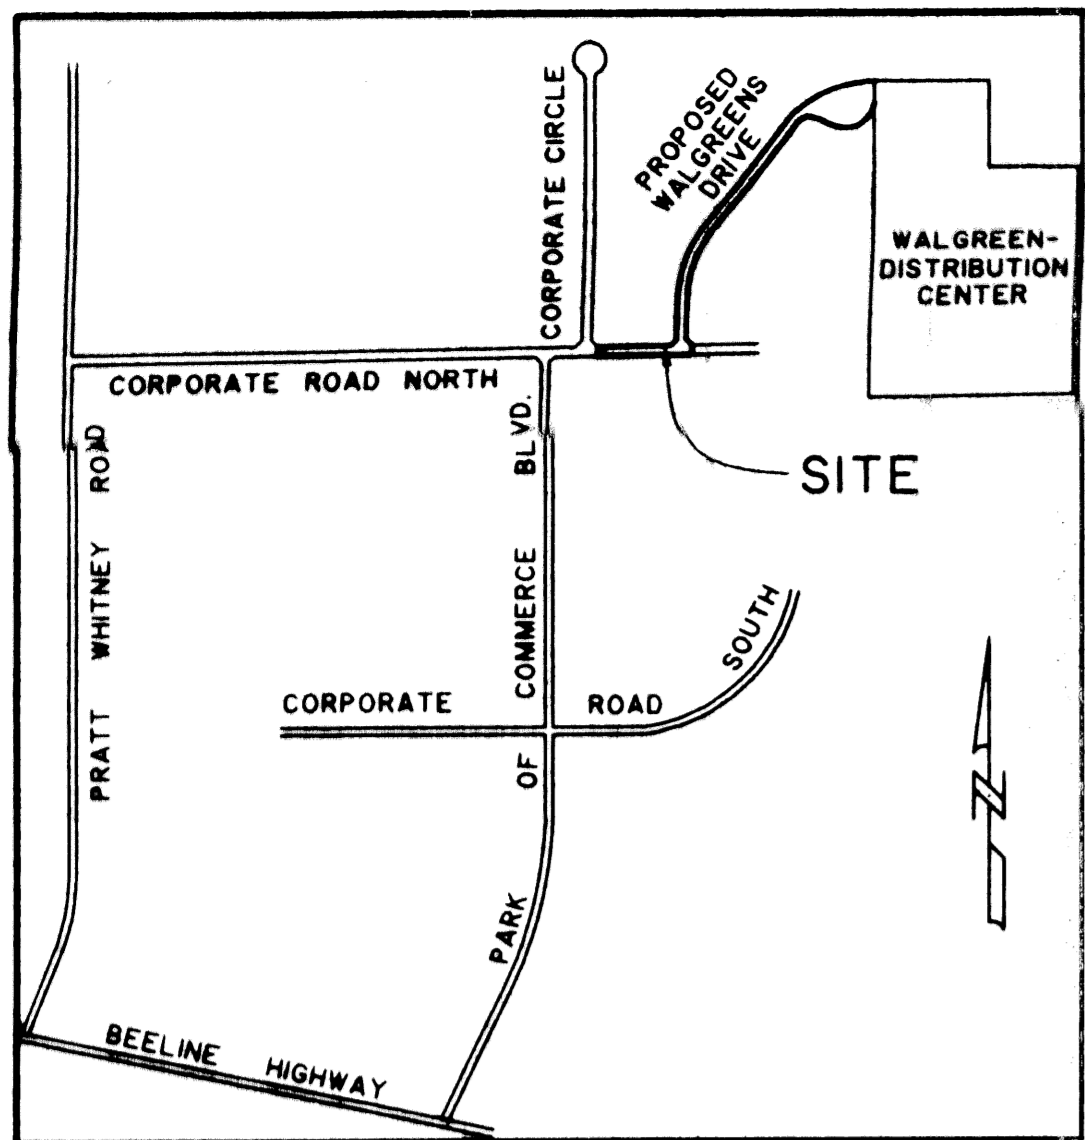 CORPORATE CIRCLE
PROPOSED
WALGREENS
DRIVE
WALGREEN-
DISTRIBUTION
CENTER
CORPORATE ROAD NORTH
SITE
PRATT WHITNEY ROAD
PARK OF COMMERCE BLVD.
CORPORATE ROAD SOUTH
N
BEELINE HIGHWAY